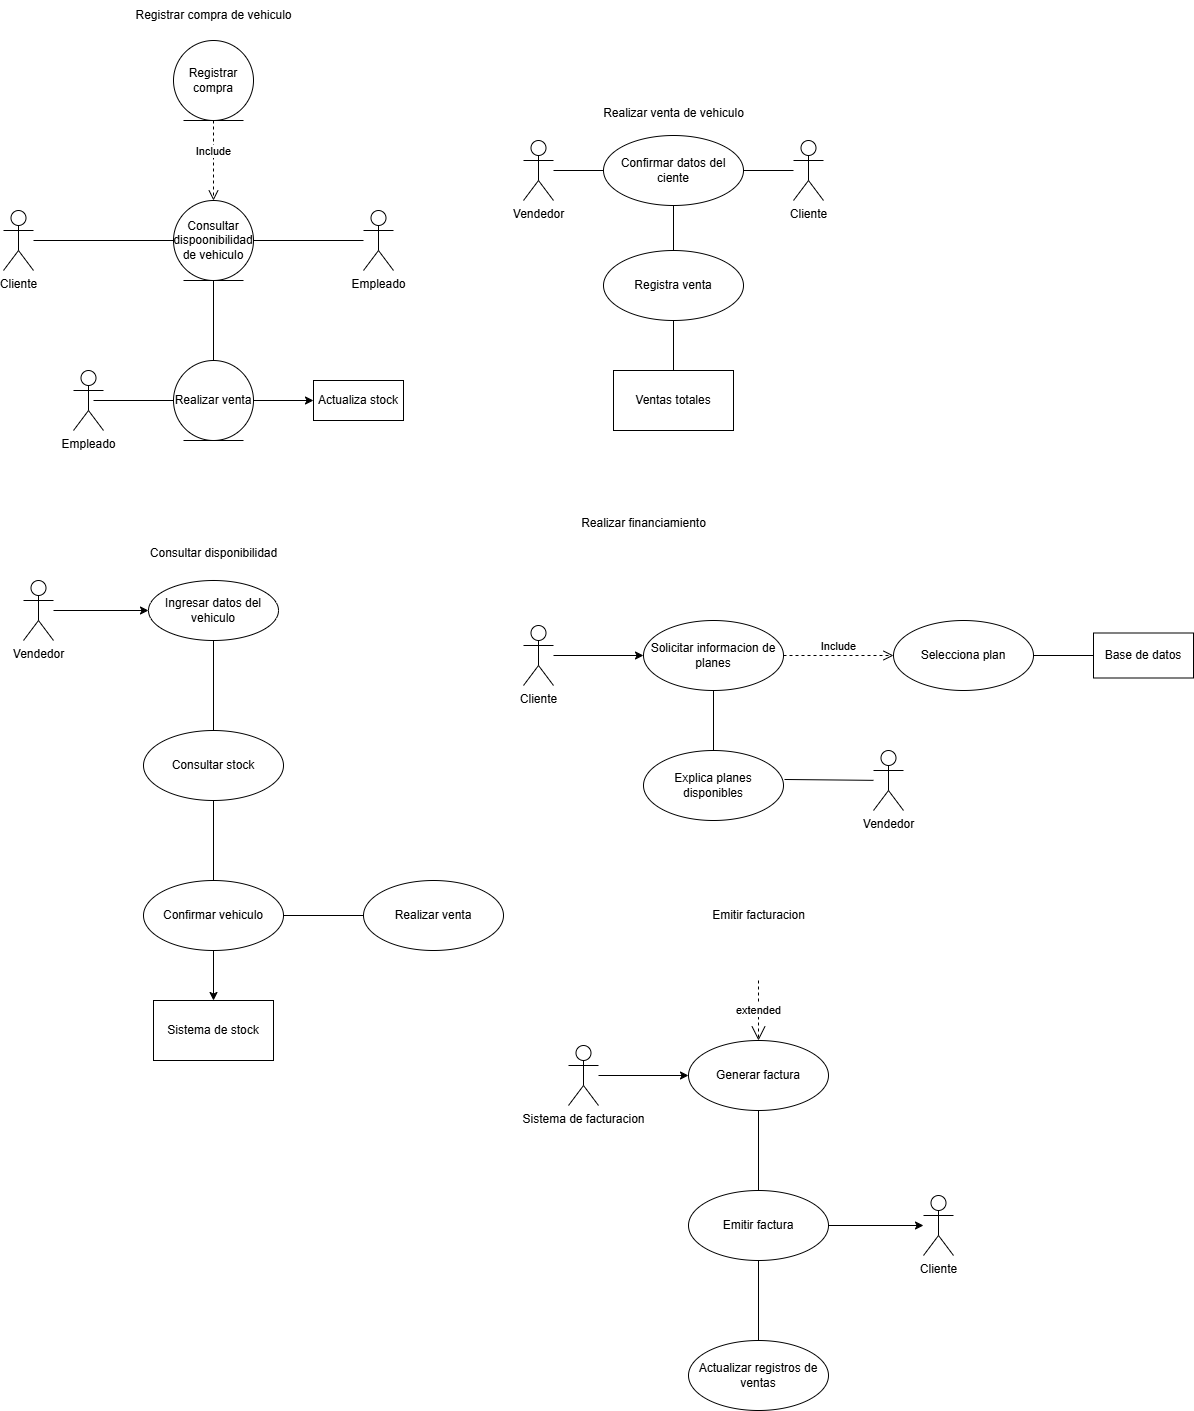 Registrar compra de vehiculo
Registrar
compra
Include
Consultar
dispoonibilidad
de vehiculo
Cliente
Empleado
Realizar venta
Actualiza stock
Empleado
Realizar venta de vehiculo
Confirmar datos del
ciente
Vendedor
Cliente
Registra venta
Ventas totales
Consultar disponibilidad
Ingresar datos del
vehiculo
Vendedor
Consultar stock
Confirmar vehiculo
Realizar venta
Sistema de stock
Realizar financiamiento
Solicitar informacion de
planes
Include
Selecciona plan
Base de datos
Cliente
Explica planes
disponibles
Vendedor
Emitir facturacion
extended
Generar factura
Sistema de facturacion
Emitir factura
Cliente
Actualizar registros de
ventas